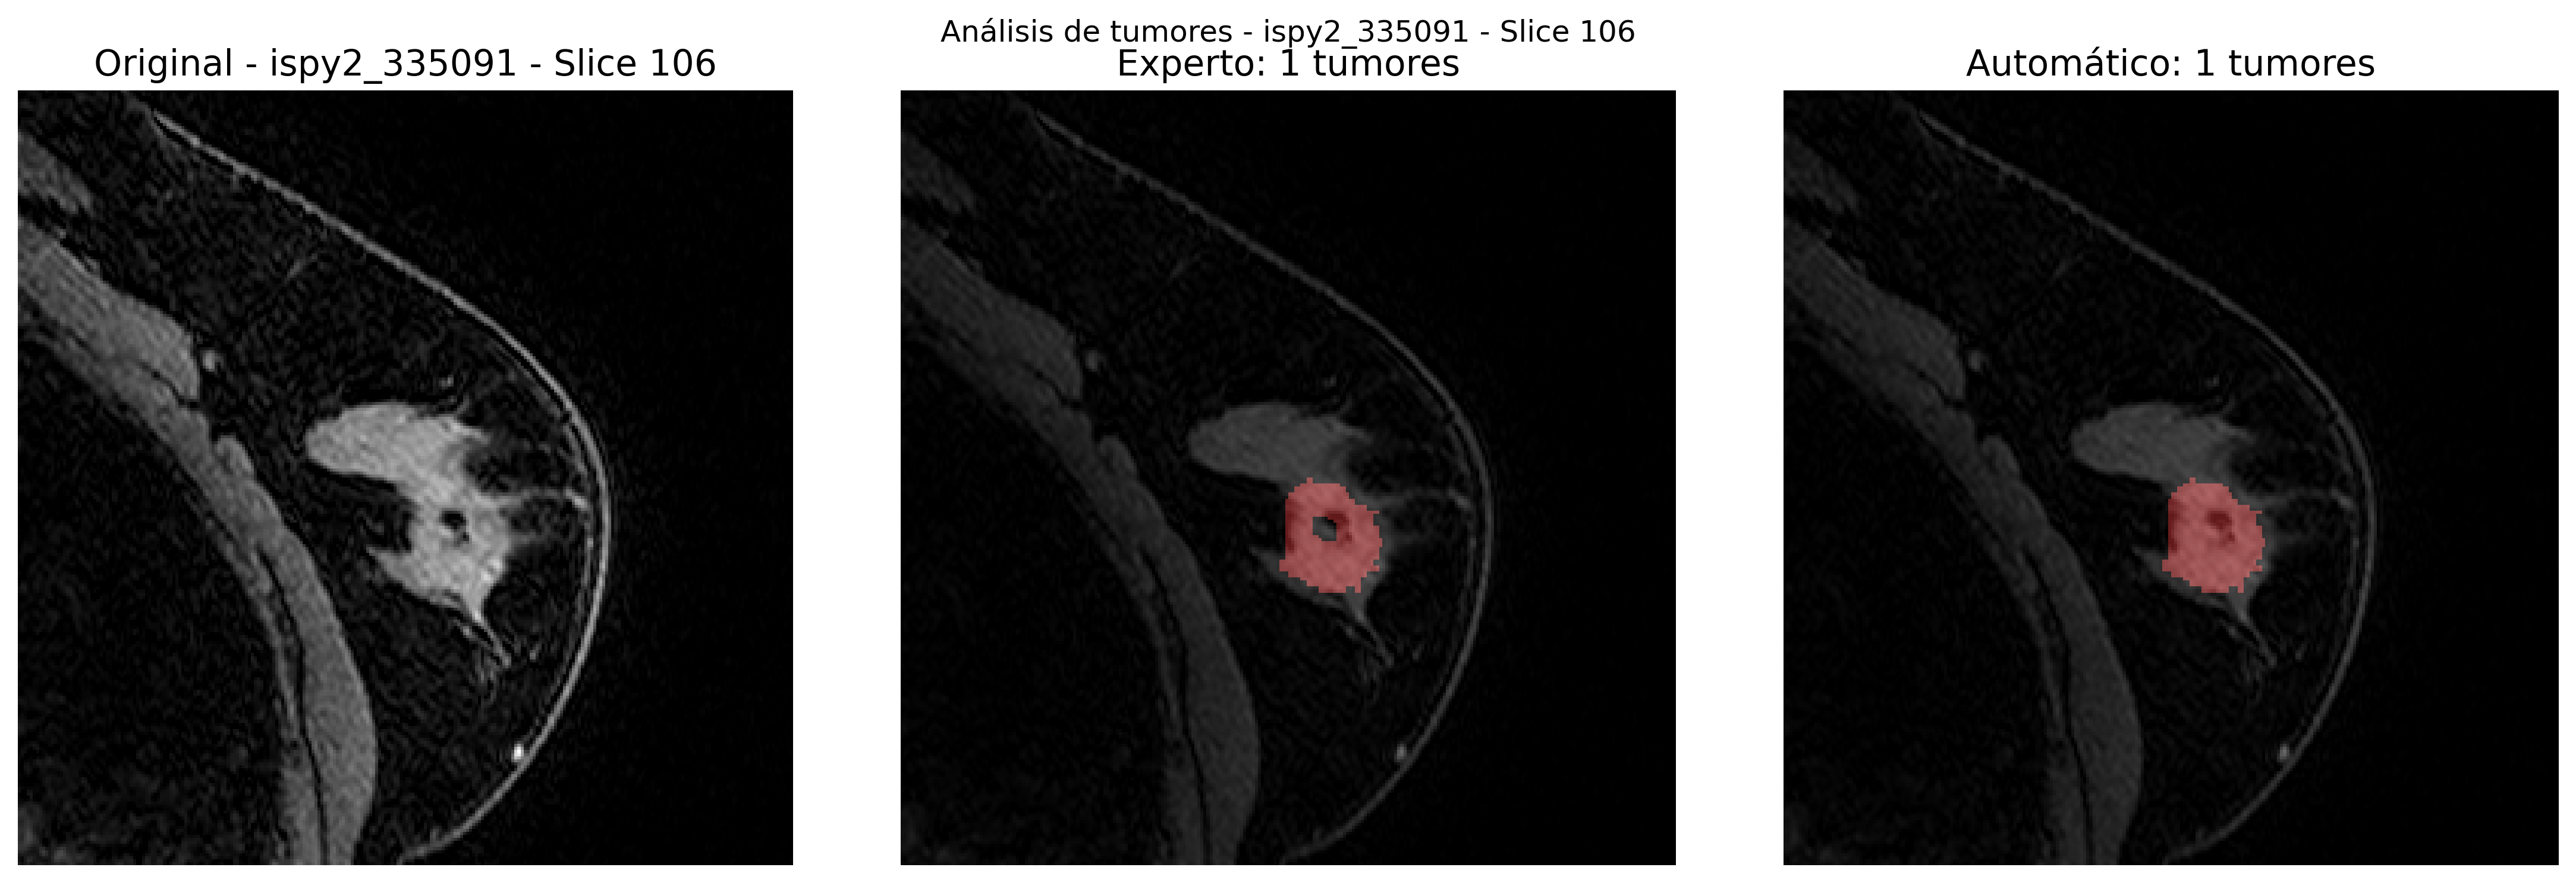 Análisis de tumores - ispy2_335091 - Slice 106
Original - ispy2_335091 - Slice 106
Experto: 1 tumores
Automático: 1 tumores